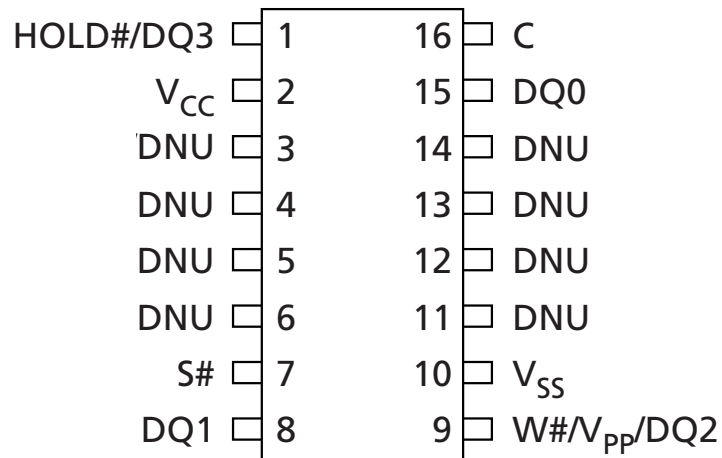 HOLD#/DQ3 1 16 C
VCC 2 15 DQ0
'DNU 3 14 DNU
DNU 4 13 DNU
DNU 5 12 DNU
DNU 6 11 DNU
S# 7 10 VSS
DQ1 8 9 W#/VPP/DQ2